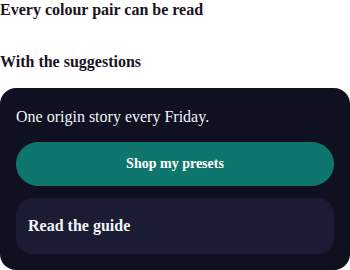 Every colour pair can be read
With the suggestions
One origin story every Friday.
Shop my presets
Read the guide